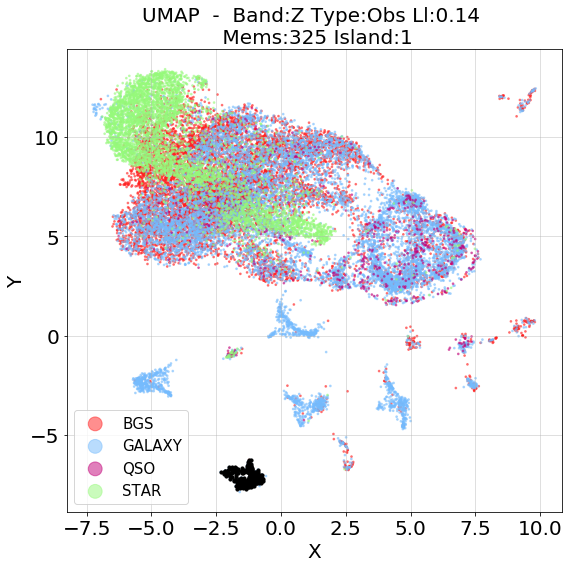 UMAP - Band:Z Type:Obs Ll:0.14
Mems:325 Island:1
Y
10
5
0
−5
BGS
GALAXY
QSO
STAR
−7.5 −5.0 −2.5 0.0 2.5 5.0 7.5 10.0
X